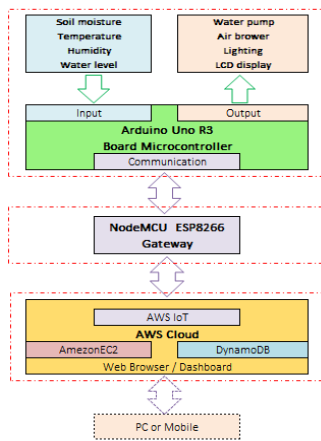 Soil moisture
Temperature
Humidity
Water level
Water pump
Air brower
Lighting
LCD display
Input
Output
Arduino Uno R3
Board Microcontroller
Communication
NodeMCU ESP8266
Gateway
AWS IoT
AWS Cloud
AmezonEC2
DynamoDB
Web Browser / Dashboard
PC or Mobile